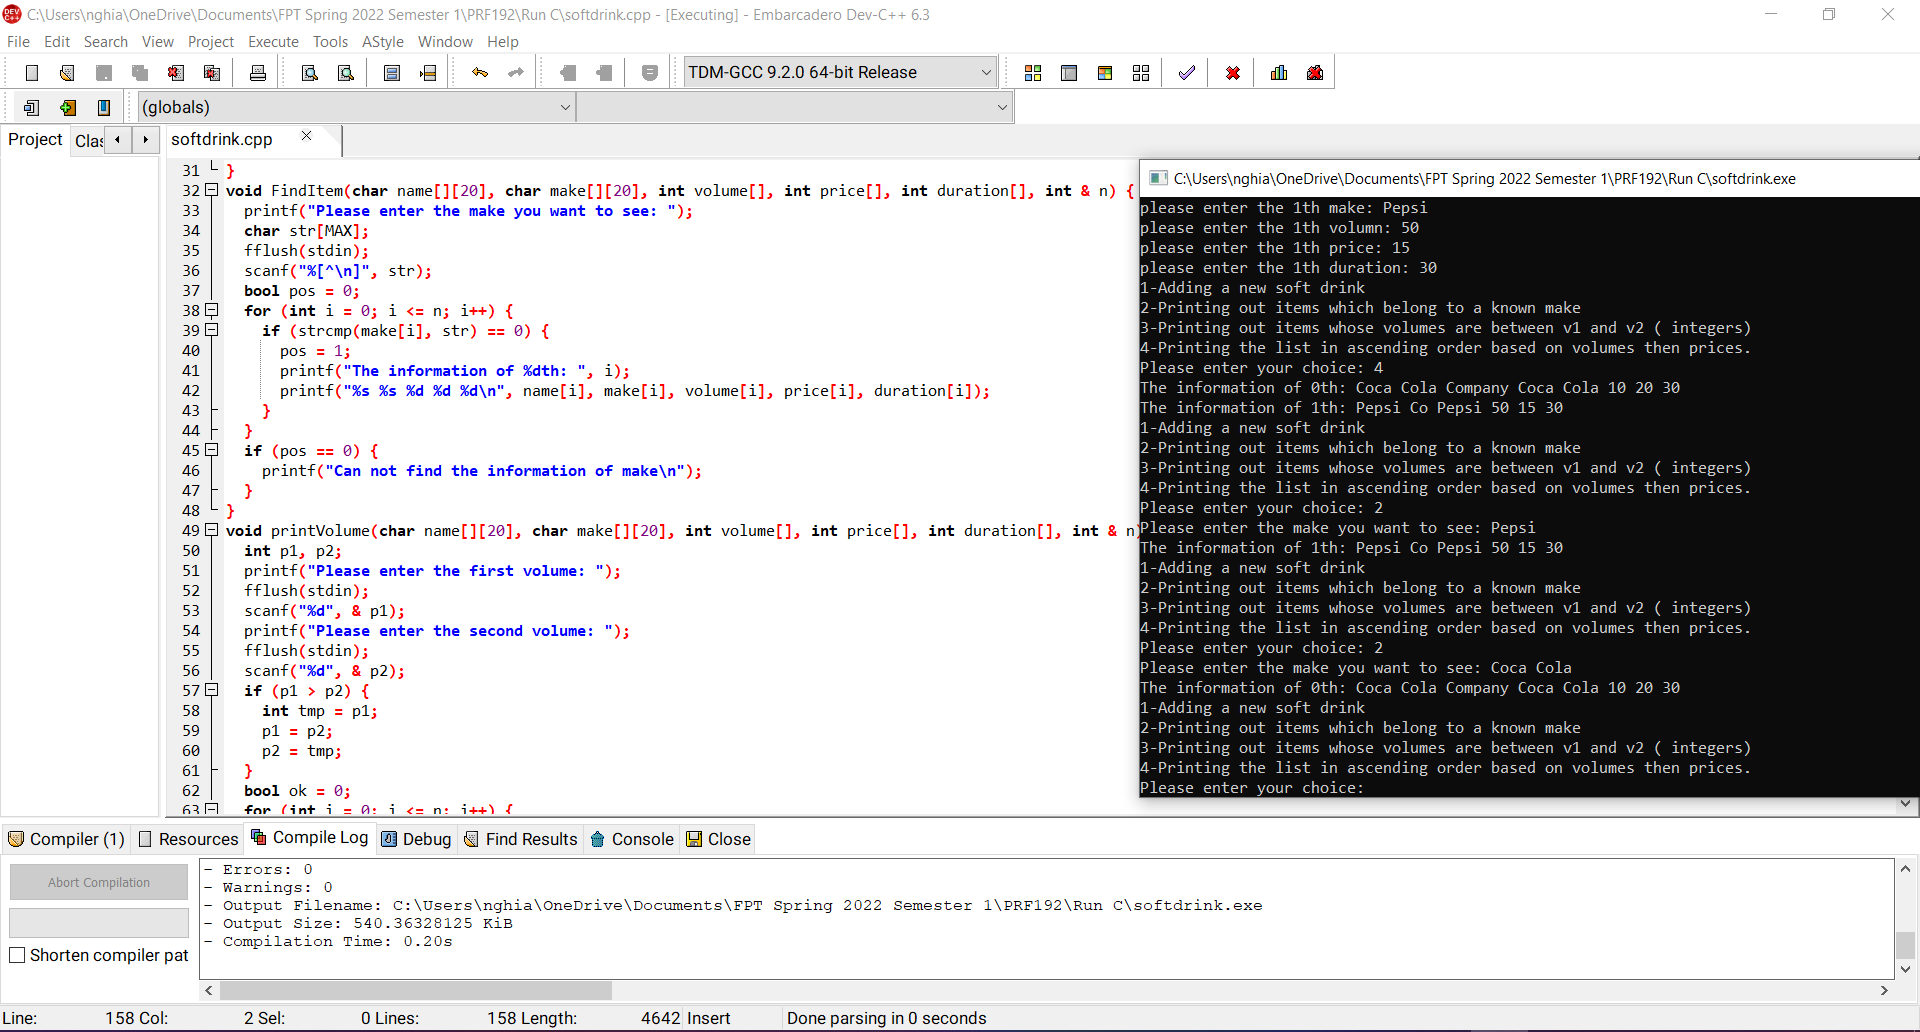 C:\Users\nghia\OneDrive\Documents\FPT Spring 2022 Semester 1\PRF192\Run C\softdrink.cpp - [Executing] - Embarcadero Dev-C++ 6.3
File Edit Search View Project Execute Tools AStyle Window Help
TDM-GCC 9.2.0 64-bit Release
(globals)
Project Clas softdrink.cpp
31 }
32 void FindItem(char name[][20], char make[][20], int volume[], int price[], int duration[], int & n) {
33 printf("Please enter the make you want to see: ");
34 char str[MAX];
35 fflush(stdin);
36 scanf("%[^\n]", str);
37 bool pos = 0;
38 for (int i = 0; i <= n; i++) {
39 if (strcmp(make[i], str) == 0) {
40 pos = 1;
41 printf("The information of %dth: ", i);
42 printf("%s %s %d %d %d\n", name[i], make[i], volume[i], price[i], duration[i]);
43 }
44 }
45 if (pos == 0) {
46 printf("Can not find the information of make\n");
47 }
48 }
49 void printVolume(char name[][20], char make[][20], int volume[], int price[], int duration[], int & n)
50 int p1, p2;
51 printf("Please enter the first volume: ");
52 fflush(stdin);
53 scanf("%d", & p1);
54 printf("Please enter the second volume: ");
55 fflush(stdin);
56 scanf("%d", & p2);
57 if (p1 > p2) {
58 int tmp = p1;
59 p1 = p2;
60 p2 = tmp;
61 }
62 bool ok = 0;
63 for (int i = 0; i <= n; i++) {
C:\Users\nghia\OneDrive\Documents\FPT Spring 2022 Semester 1\PRF192\Run C\softdrink.exe
please enter the 1th make: Pepsi
please enter the 1th volumn: 50
please enter the 1th price: 15
please enter the 1th duration: 30
1-Adding a new soft drink
2-Printing out items which belong to a known make
3-Printing out items whose volumes are between v1 and v2 ( integers)
4-Printing the list in ascending order based on volumes then prices.
Please enter your choice: 4
The information of 0th: Coca Cola Company Coca Cola 10 20 30
The information of 1th: Pepsi Co Pepsi 50 15 30
1-Adding a new soft drink
2-Printing out items which belong to a known make
3-Printing out items whose volumes are between v1 and v2 ( integers)
4-Printing the list in ascending order based on volumes then prices.
Please enter your choice: 2
Please enter the make you want to see: Pepsi
The information of 1th: Pepsi Co Pepsi 50 15 30
1-Adding a new soft drink
2-Printing out items which belong to a known make
3-Printing out items whose volumes are between v1 and v2 ( integers)
4-Printing the list in ascending order based on volumes then prices.
Please enter your choice: 2
Please enter the make you want to see: Coca Cola
The information of 0th: Coca Cola Company Coca Cola 10 20 30
1-Adding a new soft drink
2-Printing out items which belong to a known make
3-Printing out items whose volumes are between v1 and v2 ( integers)
4-Printing the list in ascending order based on volumes then prices.
Please enter your choice:
Compiler (1) Resources Compile Log Debug Find Results Console Close
Abort Compilation
Shorten compiler pat
- Errors: 0
- Warnings: 0
- Output Filename: C:\Users\nghia\OneDrive\Documents\FPT Spring 2022 Semester 1\PRF192\Run C\softdrink.exe
- Output Size: 540.36328125 KiB
- Compilation Time: 0.20s
Line: 158 Col: 2 Sel: 0 Lines: 158 Length: 4642 Insert Done parsing in 0 seconds